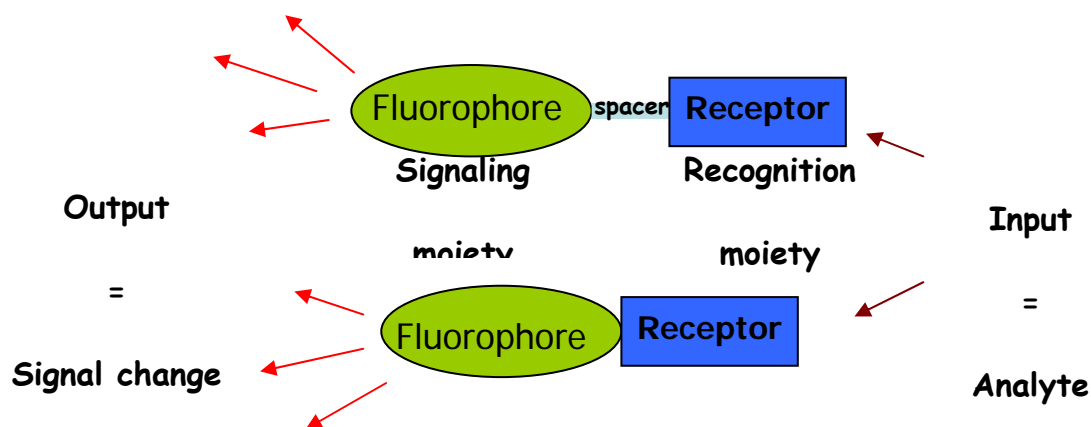 Fluorophore
spacer
Receptor
Signaling
Recognition
Output
Input
moiety
moiety
=
=
Fluorophore
Receptor
Signal change
Analyte